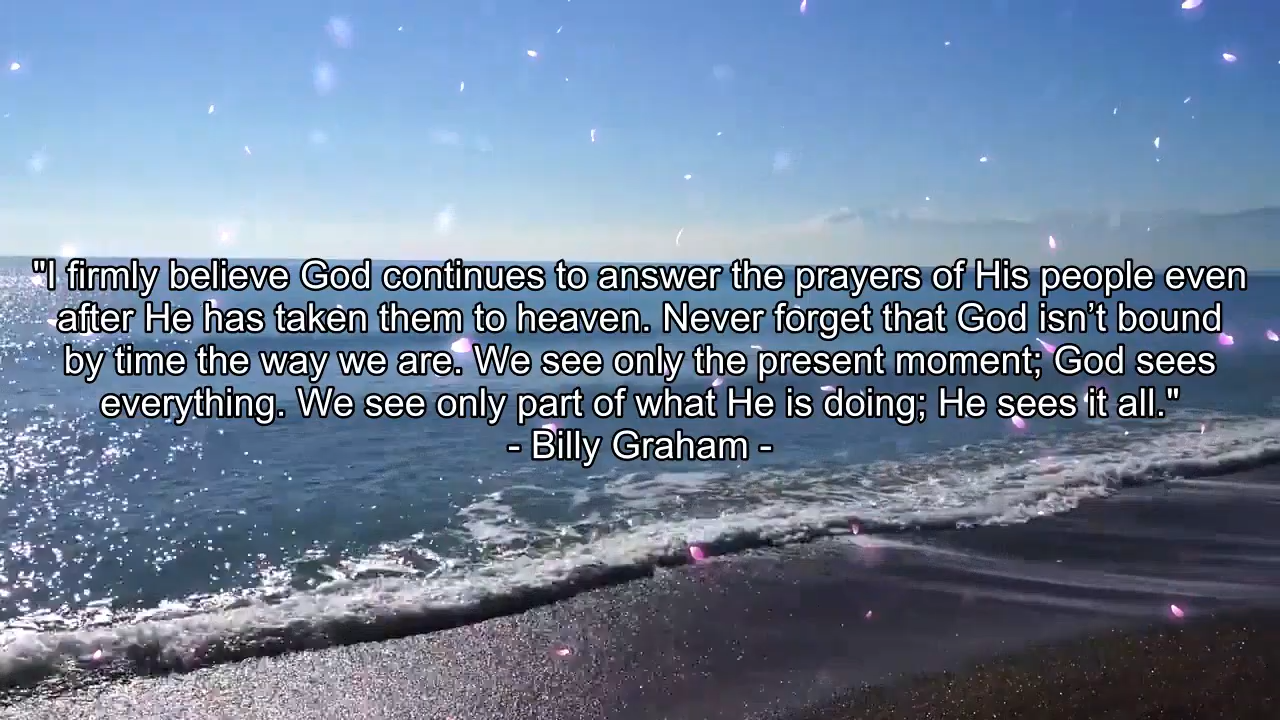 "I firmly believe God continues to answer the prayers of His people even
after He has taken them to heaven. Never forget that God isn’t bound
by time the way we are. We see only the present moment; God sees
everything. We see only part of what He is doing; He sees it all."
- Billy Graham -